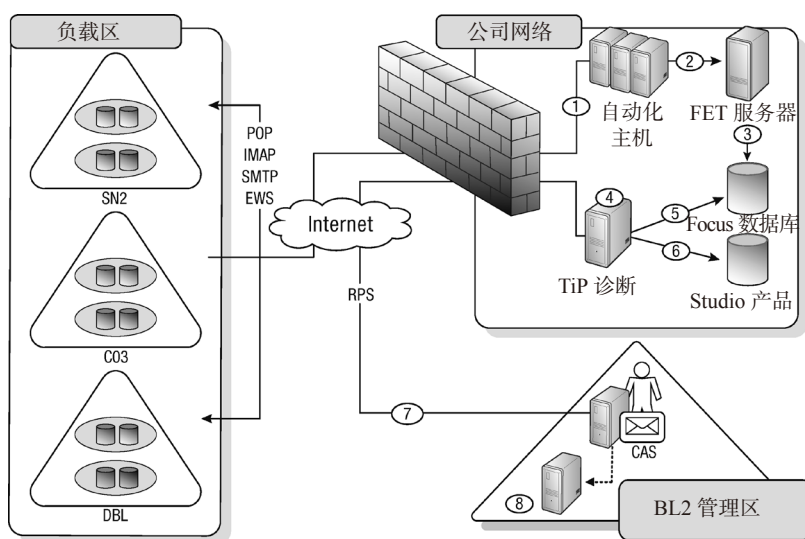 负载区
公司网络
SN2
CO3
DBL
POP
IMAP
SMTP
EWS
Internet
RPS
1
2
自动化
主机
FET 服务器
3
4
5
Focus 数据库
6
TiP 诊断
Studio 产品
7
CAS
8
BL2 管理区